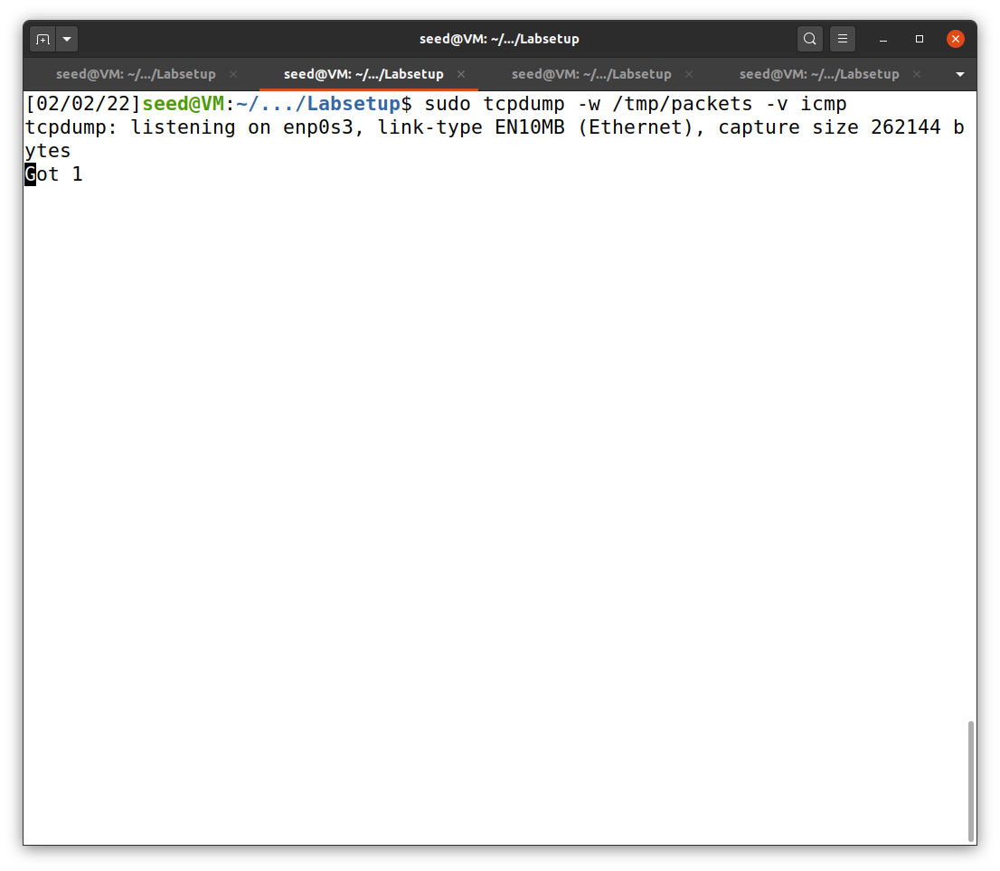 seed@VM: ~/.../Labsetup
seed@VM: ~/.../Labsetup seed@VM: ~/.../Labsetup seed@VM: ~/.../Labsetup seed@VM: ~/.../Labsetup
[02/02/22]seed@VM:~/.../Labsetup$ sudo tcpdump -w /tmp/packets -v icmp
tcpdump: listening on enp0s3, link-type EN10MB (Ethernet), capture size 262144 b
ytes
Got 1